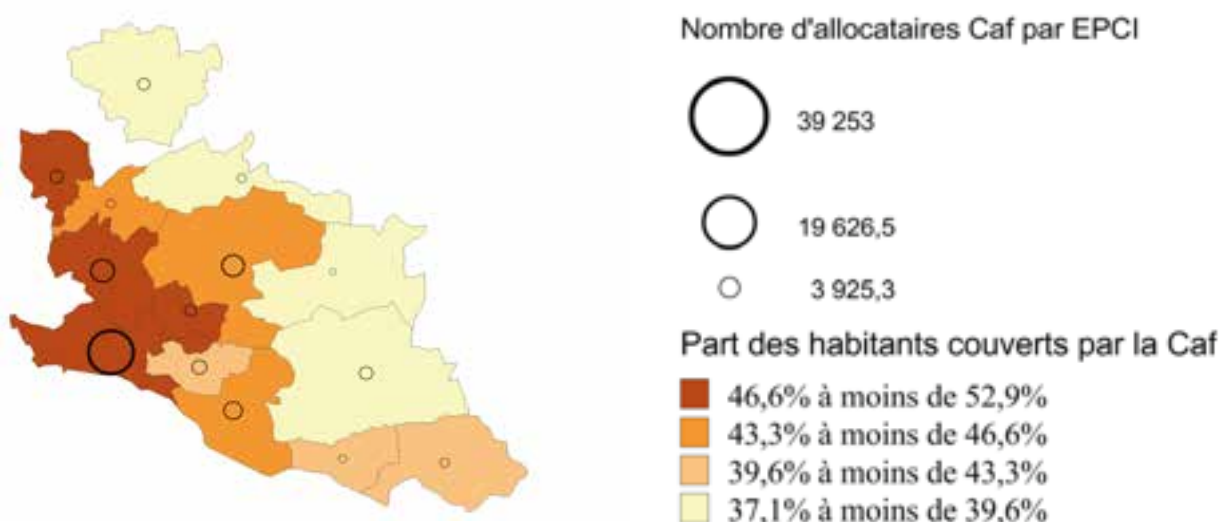 Nombre d'allocataires Caf par EPCI
39 253
19 626,5
3 925,3
Part des habitants couverts par la Caf
46,6% à moins de 52,9%
43,3% à moins de 46,6%
39,6% à moins de 43,3%
37,1% à moins de 39,6%